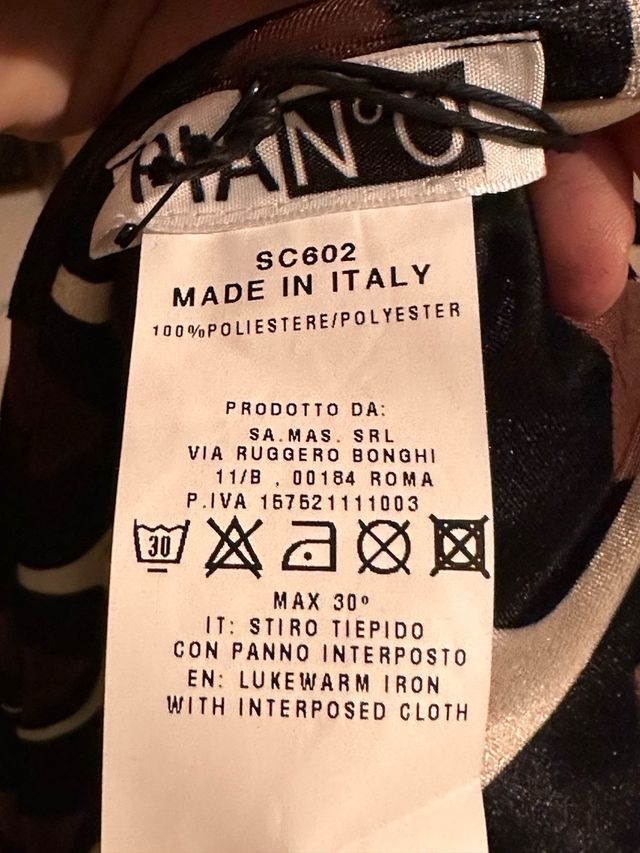 N°
SC602
MADE IN ITALY
100%POLIESTERE/POLYESTER
PRODOTTO DA:
SA.MAS. SRL
VIA RUGGERO BONGHI
11/B , 00184 ROMA
P.IVA 157521111003
30
MAX 30°
IT: STIRO TIEPIDO
CON PANNO INTERPOSTO
EN: LUKEWARM IRON
WITH INTERPOSED CLOTH